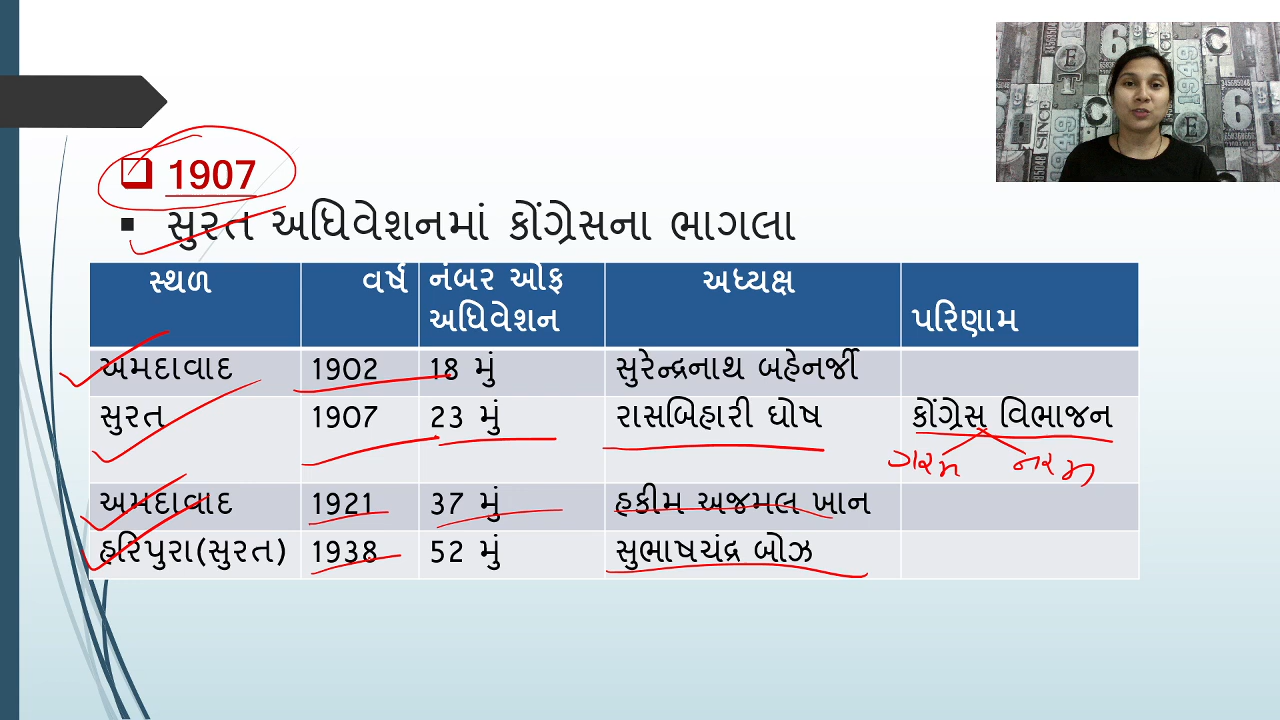 1907
સુરત અધિવેશનમાં કોંગ્રેસના ભાગલા
સ્થળ વર્ષ નંબર ઓફ અધિવેશન અધ્યક્ષ પરિણામ
અમદાવાદ 1902 18 મું સુરેન્દ્રનાથ બહેનર્જી
સુરત 1907 23 મું રાસબિહારી ઘોષ કોંગ્રેસ વિભાજન
ગરમ નરમ
અમદાવાદ 1921 37 મું હકીમ અજમલ ખાન
હરિપુરા(સુરત) 1938 52 મું સુભાષચંદ્ર બોઝ